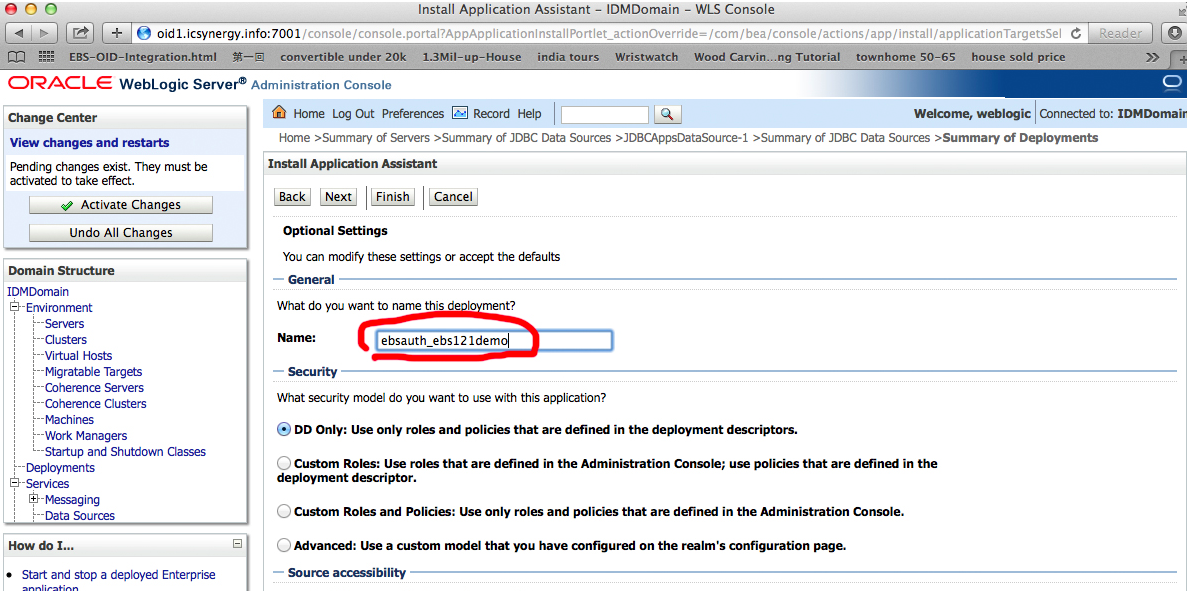 Install Application Assistant – IDMDomain – WLS Console
oid1.icsynergy.info:7001/console/console.portal?AppApplicationInstallPortlet_actionOverride=/com/bea/console/actions/app/install/applicationTargetsSel
Reader
EBS-OID-Integration.html 第一回 convertible under 20k 1.3Mil-up-House india tours Wristwatch Wood Carvin...ng Tutorial townhome 50–65 house sold price
ORACLE WebLogic Server® Administration Console
Change Center
View changes and restarts
Pending changes exist. They must be
activated to take effect.
Activate Changes
Undo All Changes
Domain Structure
IDMDomain
Environment
Servers
Clusters
Virtual Hosts
Migratable Targets
Coherence Servers
Coherence Clusters
Machines
Work Managers
Startup and Shutdown Classes
Deployments
Services
Messaging
Data Sources
How do I...
Start and stop a deployed Enterprise
application
Home Log Out Preferences Record Help
Welcome, weblogic Connected to: IDMDomain
Home >Summary of Servers >Summary of JDBC Data Sources >JDBCAppsDataSource-1 >Summary of JDBC Data Sources >Summary of Deployments
Install Application Assistant
Back Next Finish Cancel
Optional Settings
You can modify these settings or accept the defaults
General
What do you want to name this deployment?
Name: ebsauth_ebs121demo
Security
What security model do you want to use with this application?
DD Only: Use only roles and policies that are defined in the deployment descriptors.
Custom Roles: Use roles that are defined in the Administration Console; use policies that are defined in the
deployment descriptor.
Custom Roles and Policies: Use only roles and policies that are defined in the Administration Console.
Advanced: Use a custom model that you have configured on the realm's configuration page.
Source accessibility